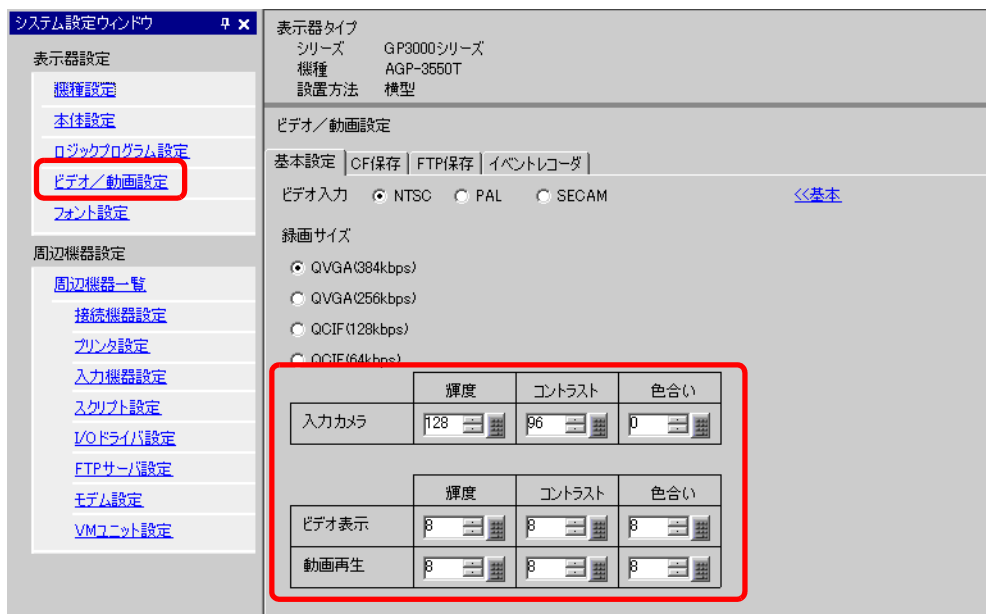 システム設定ウィンドウ
表示器設定
機種設定
本体設定
ロジックプログラム設定
ビデオ／動画設定
フォント設定
周辺機器設定
周辺機器一覧
接続機器設定
プリンタ設定
入力機器設定
スクリプト設定
I/Oドライバ設定
FTPサーバ設定
モデム設定
VMユニット設定
表示器タイプ
シリーズ GP3000シリーズ
機種 AGP-3550T
設置方法 横型
ビデオ／動画設定
基本設定 CF保存 FTP保存 イベントレコーダ
ビデオ入力 NTSC PAL SECAM <<基本
録画サイズ
QVGA(384kbps)
QVGA(256kbps)
QCIF(128kbps)
QCIF(64kbps)
輝度 コントラスト 色合い
入力カメラ 128 96 0
輝度 コントラスト 色合い
ビデオ表示 8 8 8
動画再生 8 8 8